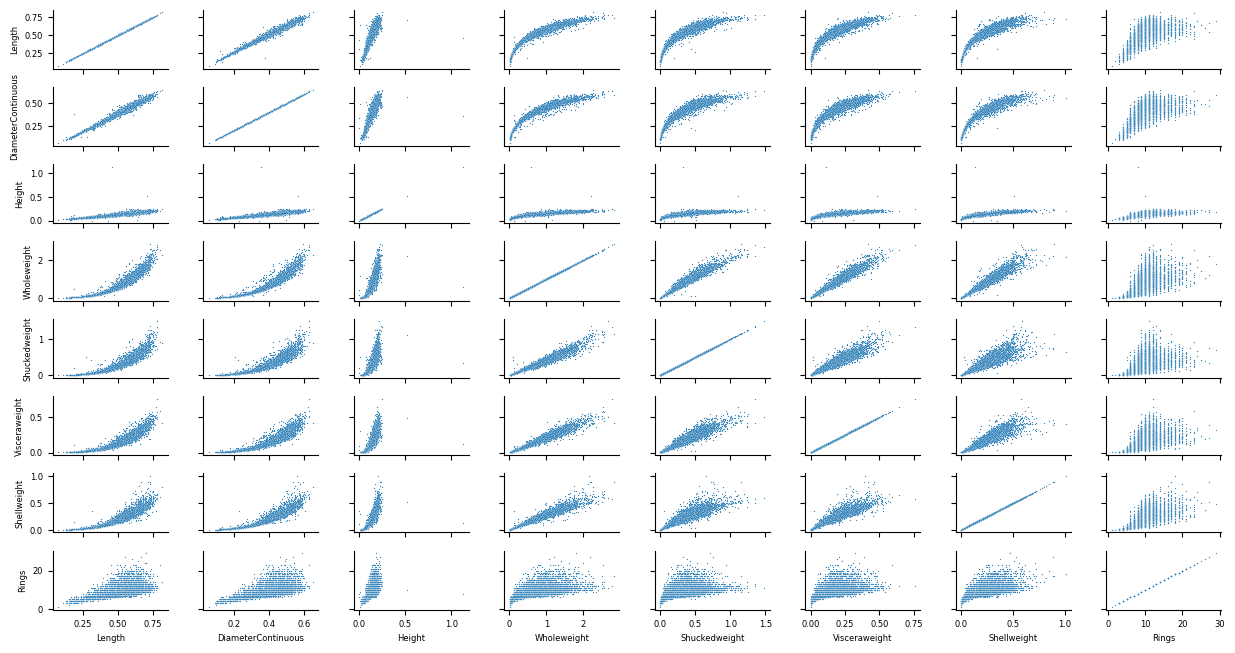 Length
0.75
0.50
0.25
DiameterContinuous
0.50
0.25
Height
1.0
0.5
0.0
Wholeweight
2
0
Shuckedweight
1
0
Visceraweight
0.5
0.0
Shellweight
1.0
0.5
0.0
Rings
20
0
0.25 0.50 0.75
0.2 0.4 0.6
0.0 0.5 1.0
0 1 2
0.0 0.5 1.0 1.5
0.00 0.25 0.50 0.75
0.0 0.5 1.0
0 10 20 30
Length DiameterContinuous Height Wholeweight Shuckedweight Visceraweight Shellweight Rings